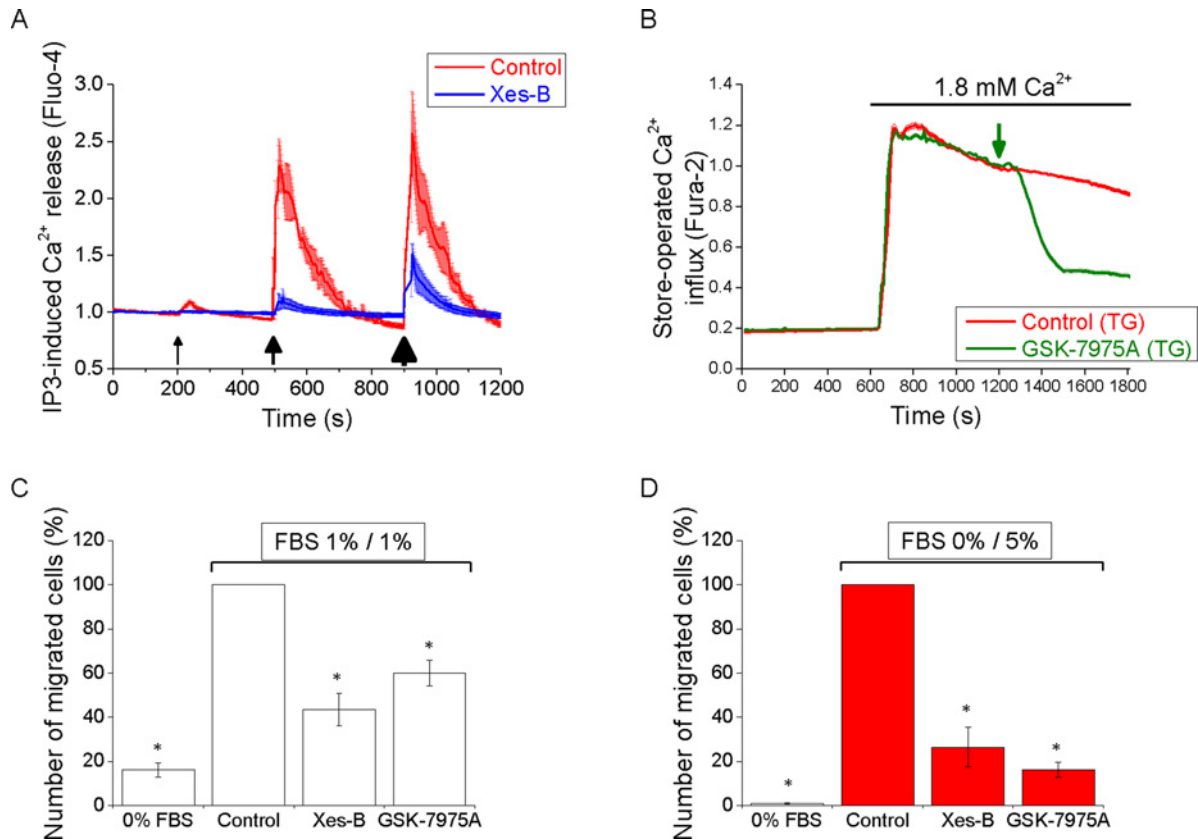 A
IP3-induced Ca²⁺ release (Fluo-4)
3.0
2.5
2.0
1.5
1.0
0.5
0 200 400 600 800 1000 1200
Time (s)
Control
Xes-B
B
Store-operated Ca²⁺
influx (Fura-2)
1.4
1.2
1.0
0.8
0.6
0.4
0.2
0.0
0 200 400 600 800 1000 1200 1400 1600 1800
Time (s)
1.8 mM Ca²⁺
Control (TG)
GSK-7975A (TG)
C
Number of migrated cells (%)
120
100
80
60
40
20
0
FBS 1% / 1%
*
*
*
0% FBS Control Xes-B GSK-7975A
D
Number of migrated cells (%)
120
100
80
60
40
20
0
FBS 0% / 5%
*
*
*
0% FBS Control Xes-B GSK-7975A